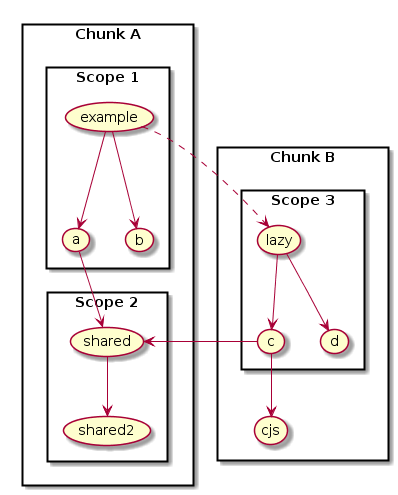 Chunk A
Scope 1
example
a
b
Scope 2
shared
shared2
Chunk B
Scope 3
lazy
c
d
cjs